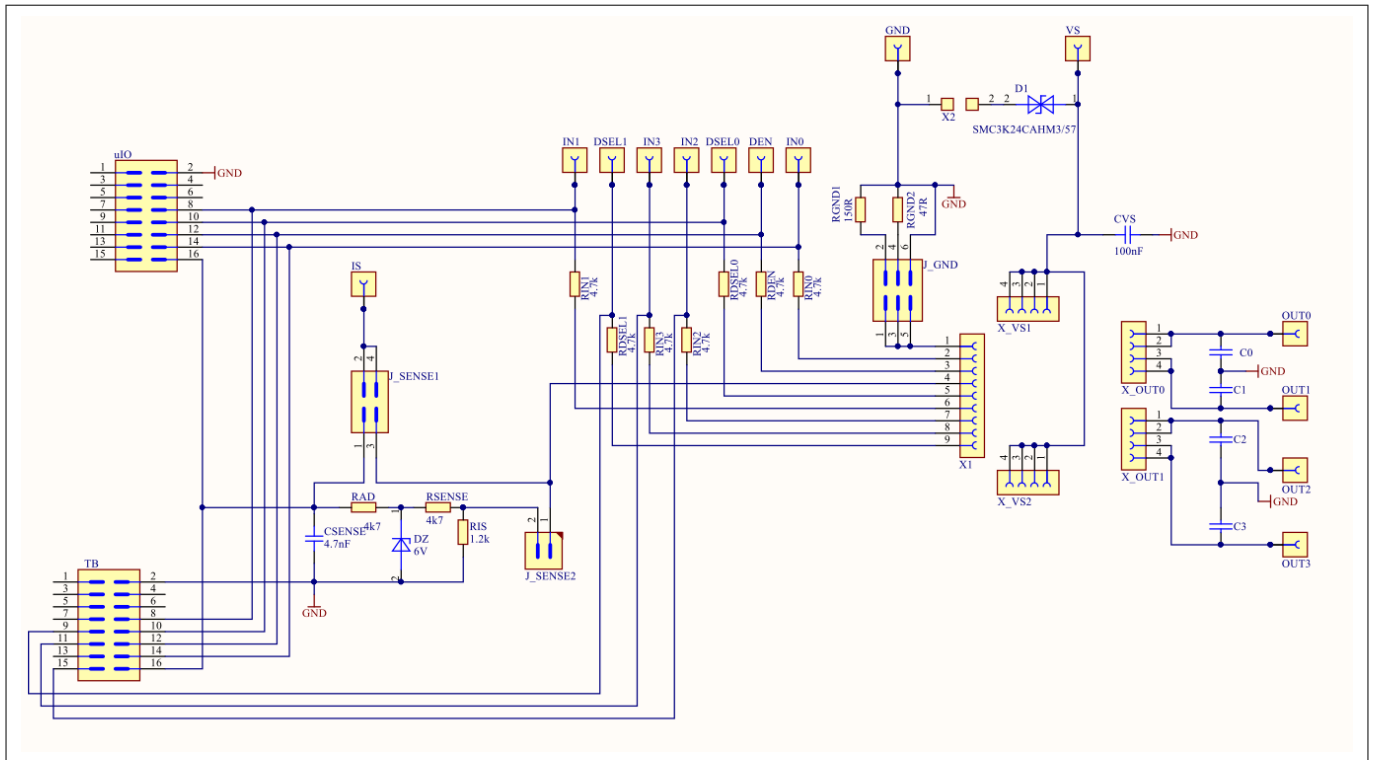 GND
VS
D1
1
2
2
1
X2
SMC3K24CAHM3/57
IN1
DSEL1
IN3
IN2
DSEL0
DEN
IN0
uIO
1
2
GND
3
4
5
6
7
8
9
10
11
12
13
14
15
16
RGND1
150R
RGND2
47R
GND
CVS
100nF
GND
2
4
6
J_GND
1
3
5
IS
RIN1
4.7k
RDSEL0
4.7k
RDEN
4.7k
RIN0
4.7k
4
3
2
1
X_VS1
RDSEL1
4.7k
RIN3
4.7k
RIN2
4.7k
2
4
J_SENSE1
1
3
1
2
3
4
5
6
7
8
9
X1
1
2
3
4
X_OUT0
OUT0
C0
GND
C1
OUT1
1
2
3
4
X_OUT1
C2
OUT2
GND
C3
OUT3
4
3
2
1
X_VS2
RAD
4k7
RSENSE
4k7
CSENSE
4.7nF
1
DZ
6V
2
RIS
1.2k
2
1
J_SENSE2
GND
TB
1
2
3
4
5
6
7
8
9
10
11
12
13
14
15
16